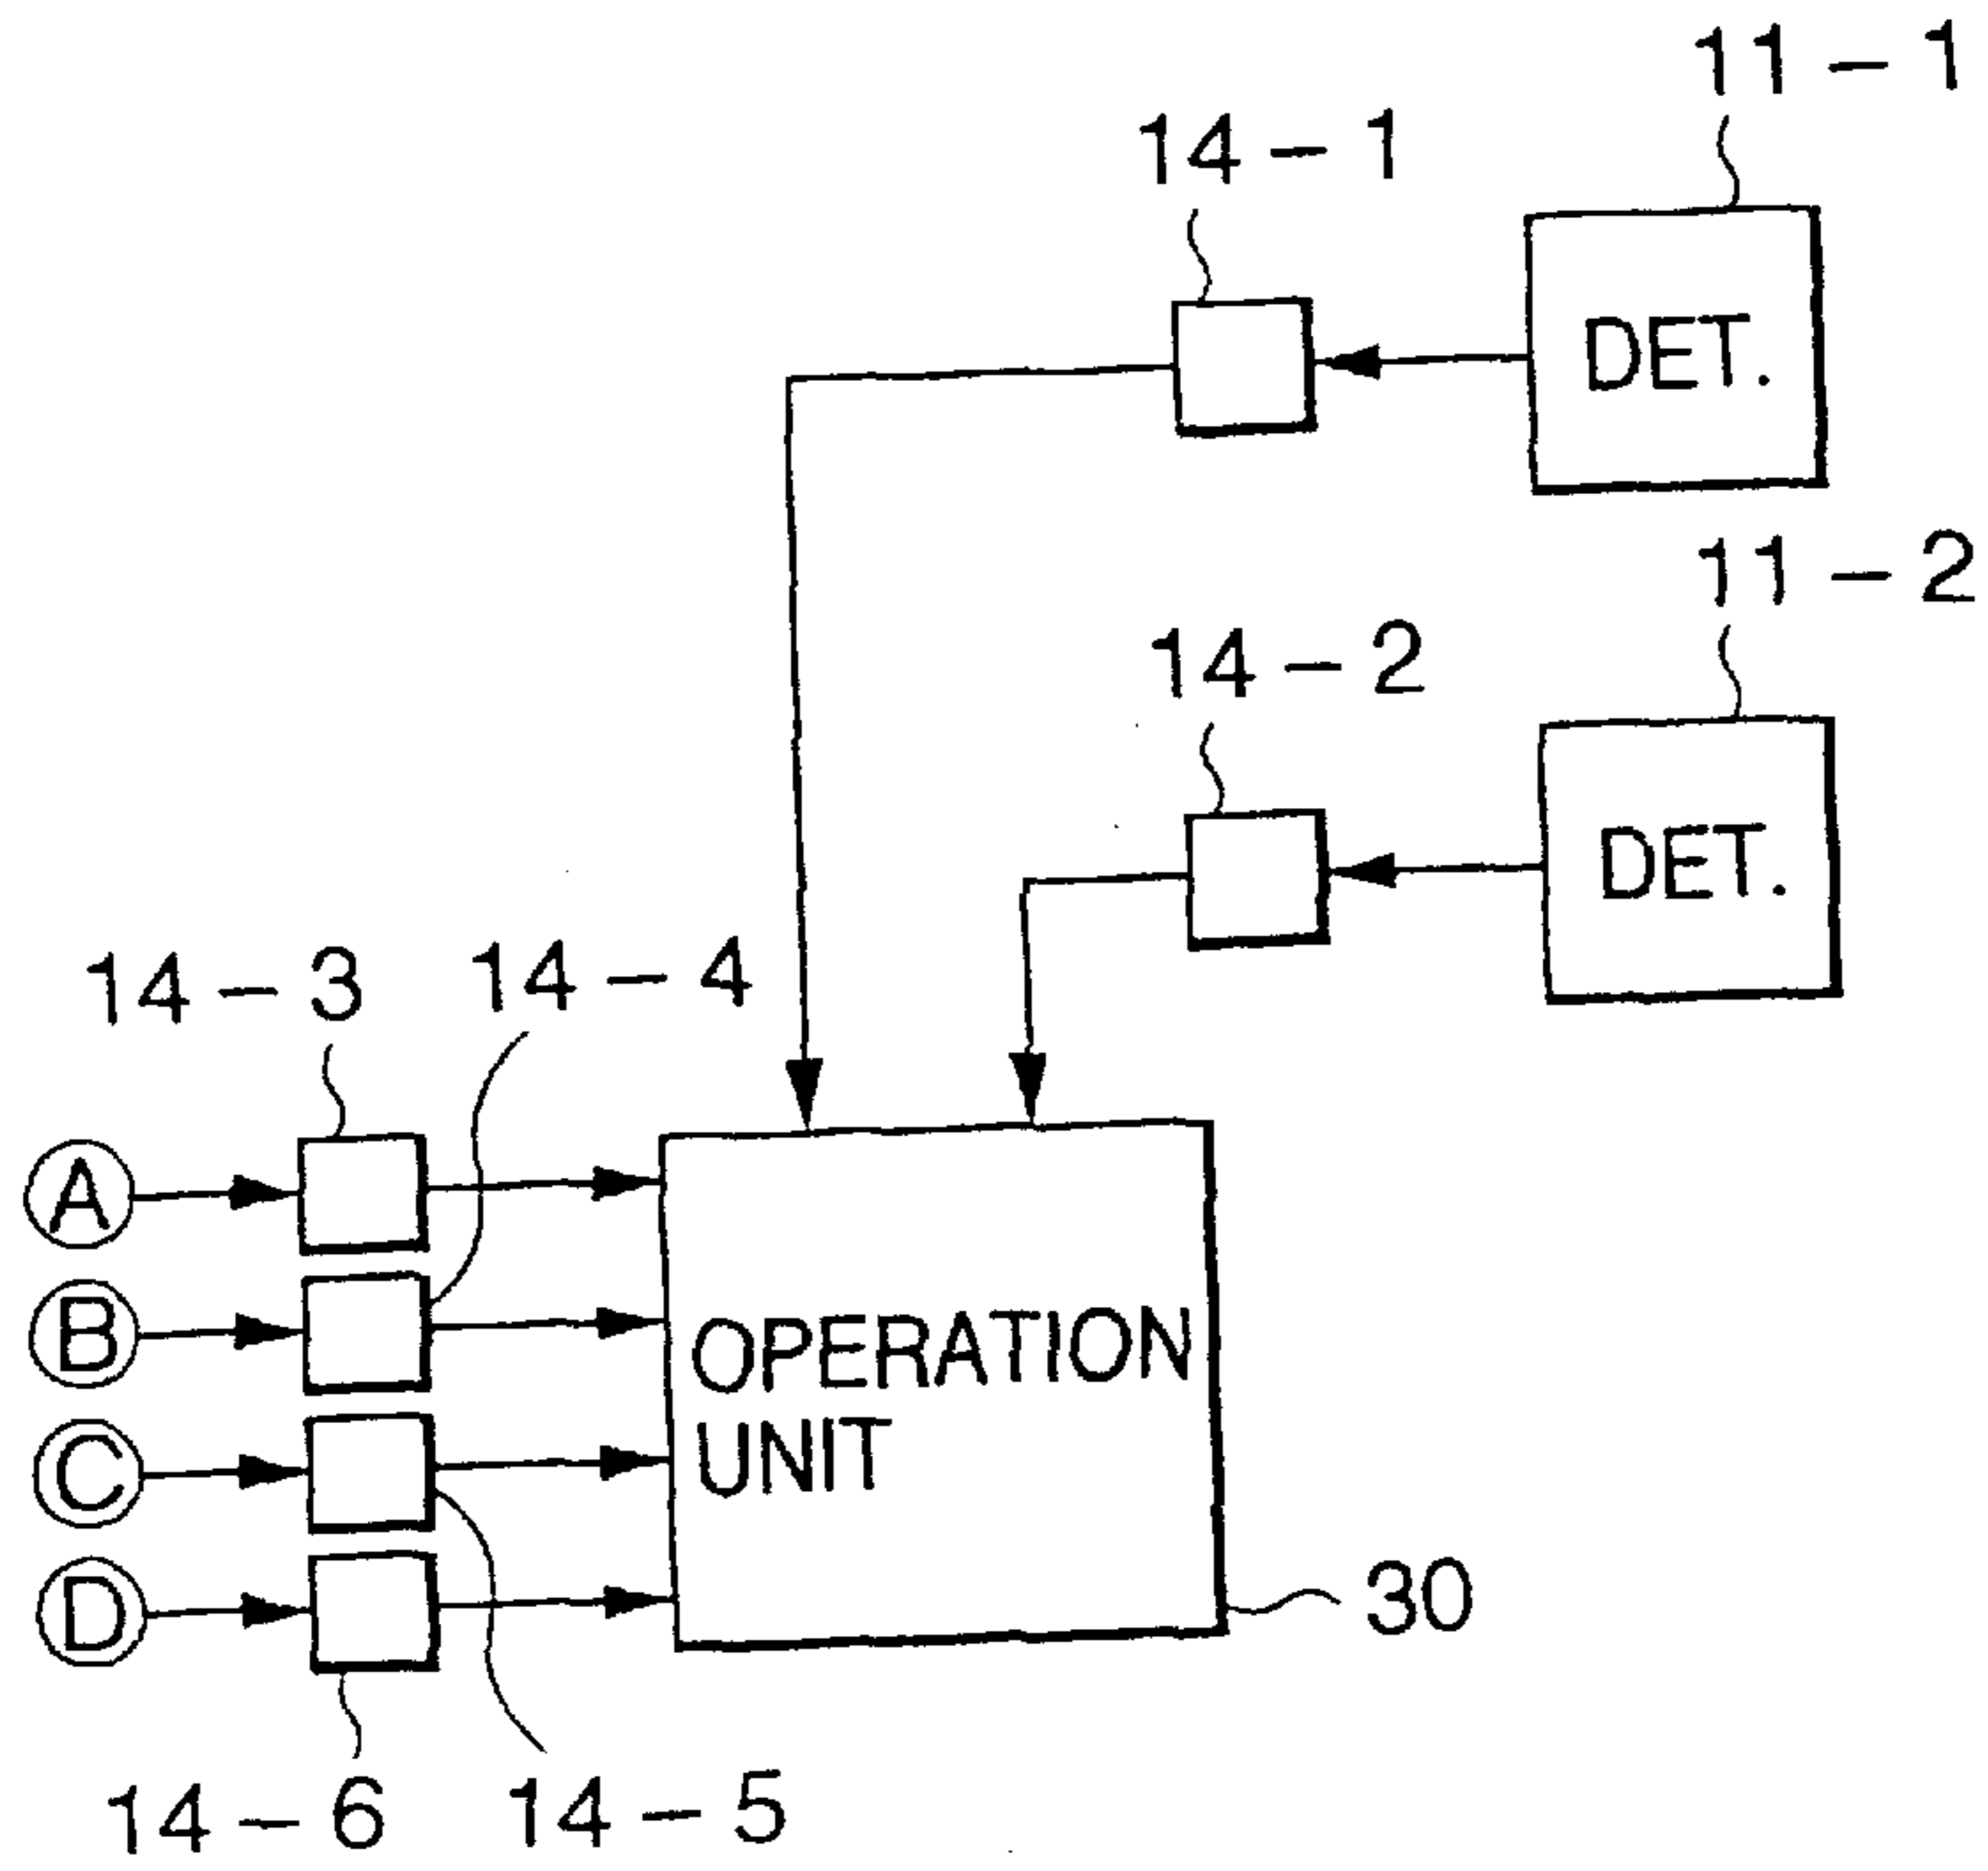 11-1
14-1
DET.
11-2
14-2
DET.
14-3
14-4
A
B
C
D
OPERATION
UNIT
30
14-6
14-5